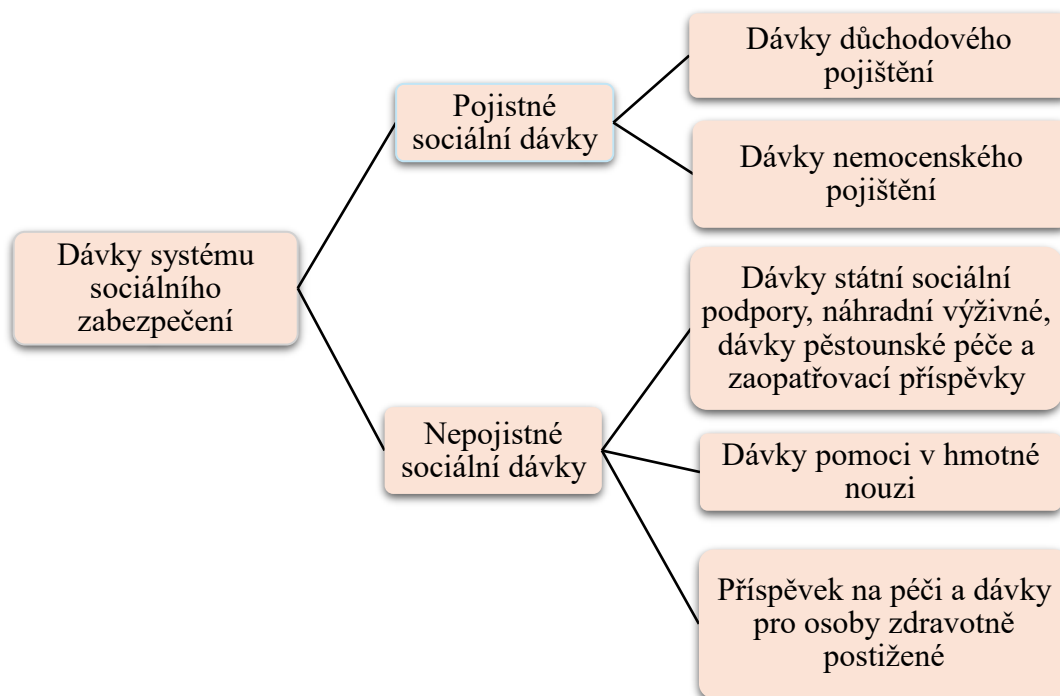 Dávky systému
sociálního
zabezpečení
Pojistné
sociální dávky
Dávky důchodového
pojištění
Dávky nemocenského
pojištění
Nepojistné
sociální dávky
Dávky státní sociální
podpory, náhradní výživné,
dávky pěstounské péče a
zaopatřovací příspěvky
Dávky pomoci v hmotné
nouzi
Příspěvek na péči a dávky
pro osoby zdravotně
postižené